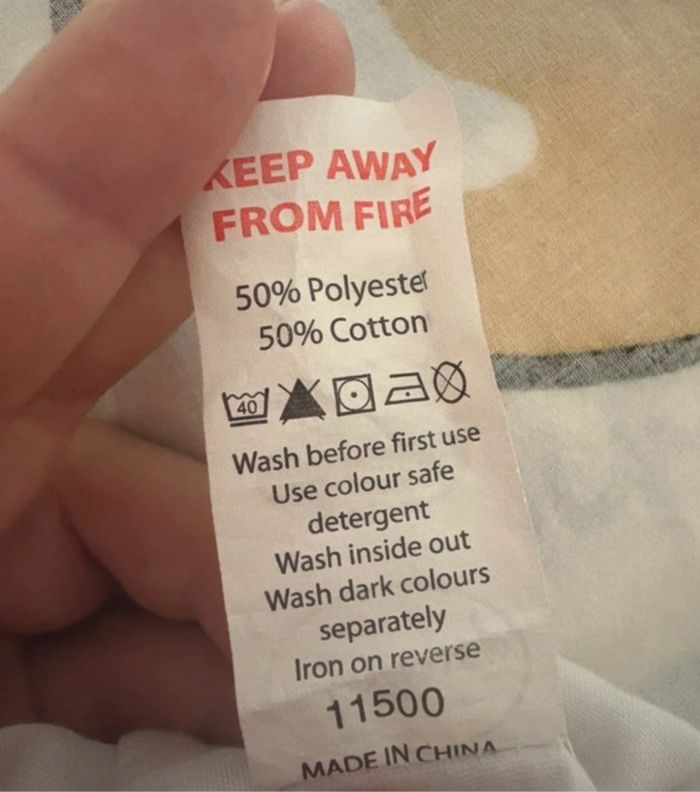 KEEP AWAY
FROM FIRE
50% Polyester
50% Cotton
40
Wash before first use
Use colour safe
detergent
Wash inside out
Wash dark colours
separately
Iron on reverse
11500
MADE IN CHINA